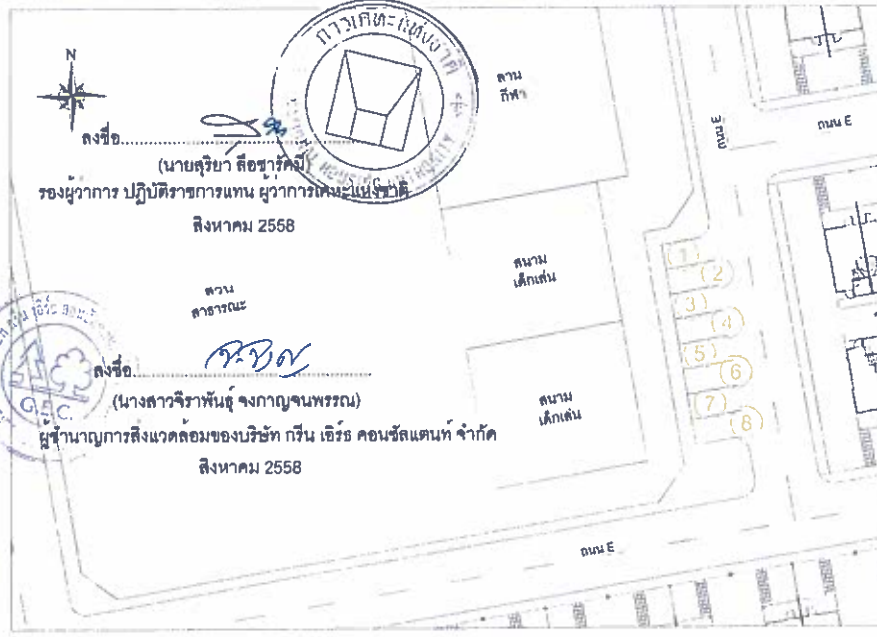 การเคหะแห่งชาติ
N
ลาน
กีฬา
ถนน E
ถนน E
ลงชื่อ
(นายสุริยา ลือชารัศมี)
รองผู้ว่าการ ปฏิบัติราชการแทน ผู้ว่าการเคหะแห่งชาติ
สิงหาคม 2558
สนาม
เด็กเล่น
สวน
สาธารณะ
(1)
(2)
(3)
(4)
(5)
(6)
(7)
(8)
ลงชื่อ
G.E.C.
(นางสาวจีราพันธุ์ จงกาญจนพรรณ)
สนาม
เด็กเล่น
ผู้ชำนาญการสิ่งแวดล้อมของบริษัท กรีน เอิร์ธ คอนซัลแตนท์ จำกัด
สิงหาคม 2558
ถนน E